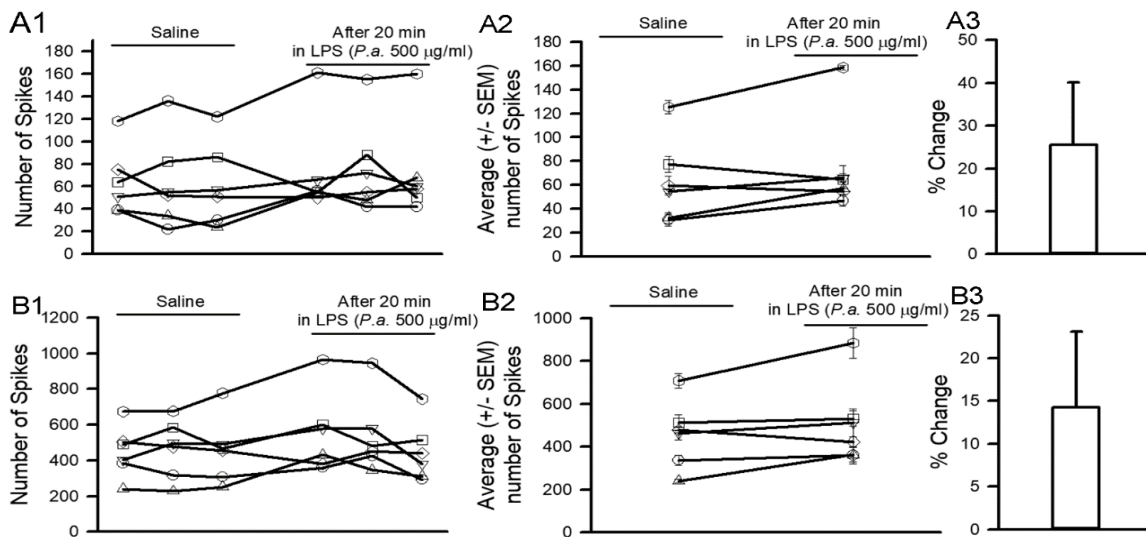 A1
Saline
After 20 min
in LPS (P.a. 500 μg/ml)
Number of Spikes
180
160
140
120
100
80
60
40
20
0
A2
Saline
After 20 min
in LPS (P.a. 500 μg/ml)
Average (+/- SEM)
number of Spikes
180
160
140
120
100
80
60
40
20
0
A3
% Change
50
40
30
20
10
0
B1
Saline
After 20 min
in LPS (P.a. 500 μg/ml)
Number of Spikes
1200
1000
800
600
400
200
0
B2
Saline
After 20 min
in LPS (P.a. 500 μg/ml)
Average (+/- SEM)
number of Spikes
1000
800
600
400
200
0
B3
% Change
25
20
15
10
5
0